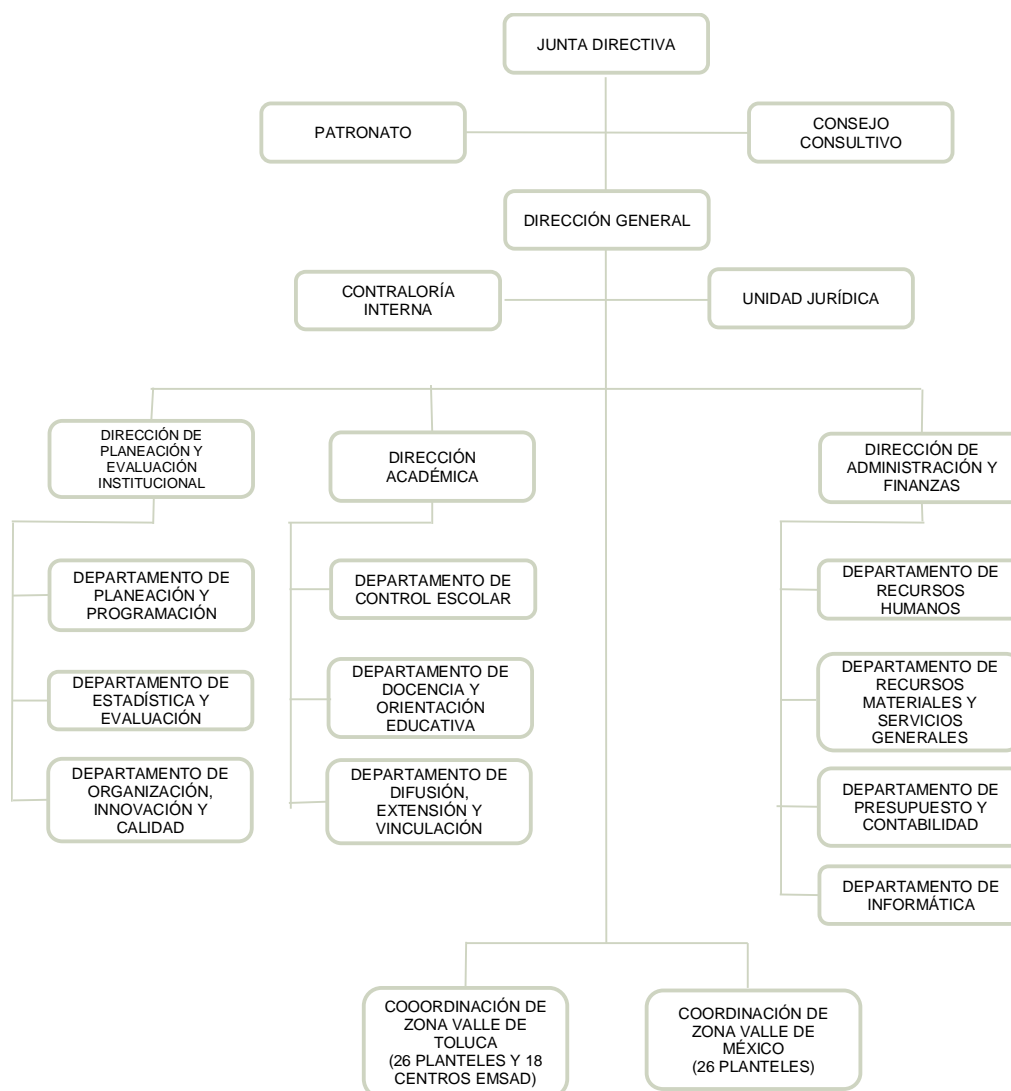 JUNTA DIRECTIVA
PATRONATO
CONSEJO
CONSULTIVO
DIRECCIÓN GENERAL
CONTRALORÍA
INTERNA
UNIDAD JURÍDICA
DIRECCIÓN DE
PLANEACIÓN Y
EVALUACIÓN
INSTITUCIONAL
DIRECCIÓN
ACADÉMICA
DIRECCIÓN DE
ADMINISTRACIÓN Y
FINANZAS
DEPARTAMENTO DE
PLANEACIÓN Y
PROGRAMACIÓN
DEPARTAMENTO DE
CONTROL ESCOLAR
DEPARTAMENTO DE
RECURSOS
HUMANOS
DEPARTAMENTO DE
ESTADÍSTICA Y
EVALUACIÓN
DEPARTAMENTO DE
DOCENCIA Y
ORIENTACIÓN
EDUCATIVA
DEPARTAMENTO DE
RECURSOS
MATERIALES Y
SERVICIOS
GENERALES
DEPARTAMENTO DE
ORGANIZACIÓN,
INNOVACIÓN Y
CALIDAD
DEPARTAMENTO DE
DIFUSIÓN,
EXTENSIÓN Y
VINCULACIÓN
DEPARTAMENTO DE
PRESUPUESTO Y
CONTABILIDAD
DEPARTAMENTO DE
INFORMÁTICA
COOORDINACIÓN DE
ZONA VALLE DE
TOLUCA
(26 PLANTELES Y 18
CENTROS EMSAD)
COORDINACIÓN DE
ZONA VALLE DE
MÉXICO
(26 PLANTELES)